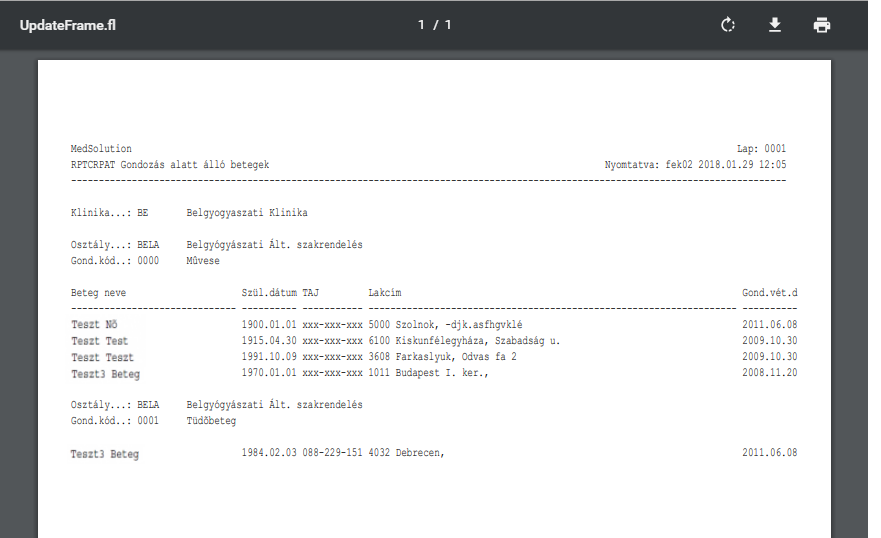 UpdateFrame.fl 1 / 1
MedSolution Lap: 0001
RPTCRPAT Gondozás alatt álló betegek Nyomtatva: fek02 2018.01.29 12:05
Klinika...: BE Belgyogyaszati Klinika
Osztály...: BELA Belgyógyászati Ált. szakrendelés
Gond.kód..: 0000 Mûvese
Beteg neve Szül.dátum TAJ Lakcím Gond.vét.d
Teszt Nõ 1900.01.01 xxx-xxx-xxx 5000 Szolnok, -djk.asfhgvklé 2011.06.08
Teszt Test 1915.04.30 xxx-xxx-xxx 6100 Kiskunfélegyháza, Szabadság u. 2009.10.30
Teszt Teszt 1991.10.09 xxx-xxx-xxx 3608 Farkaslyuk, Odvas fa 2 2009.10.30
Teszt3 Beteg 1970.01.01 xxx-xxx-xxx 1011 Budapest I. ker., 2008.11.20
Osztály...: BELA Belgyógyászati Ált. szakrendelés
Gond.kód..: 0001 Tüdõbeteg
Teszt3 Beteg 1984.02.03 088-229-151 4032 Debrecen, 2011.06.08